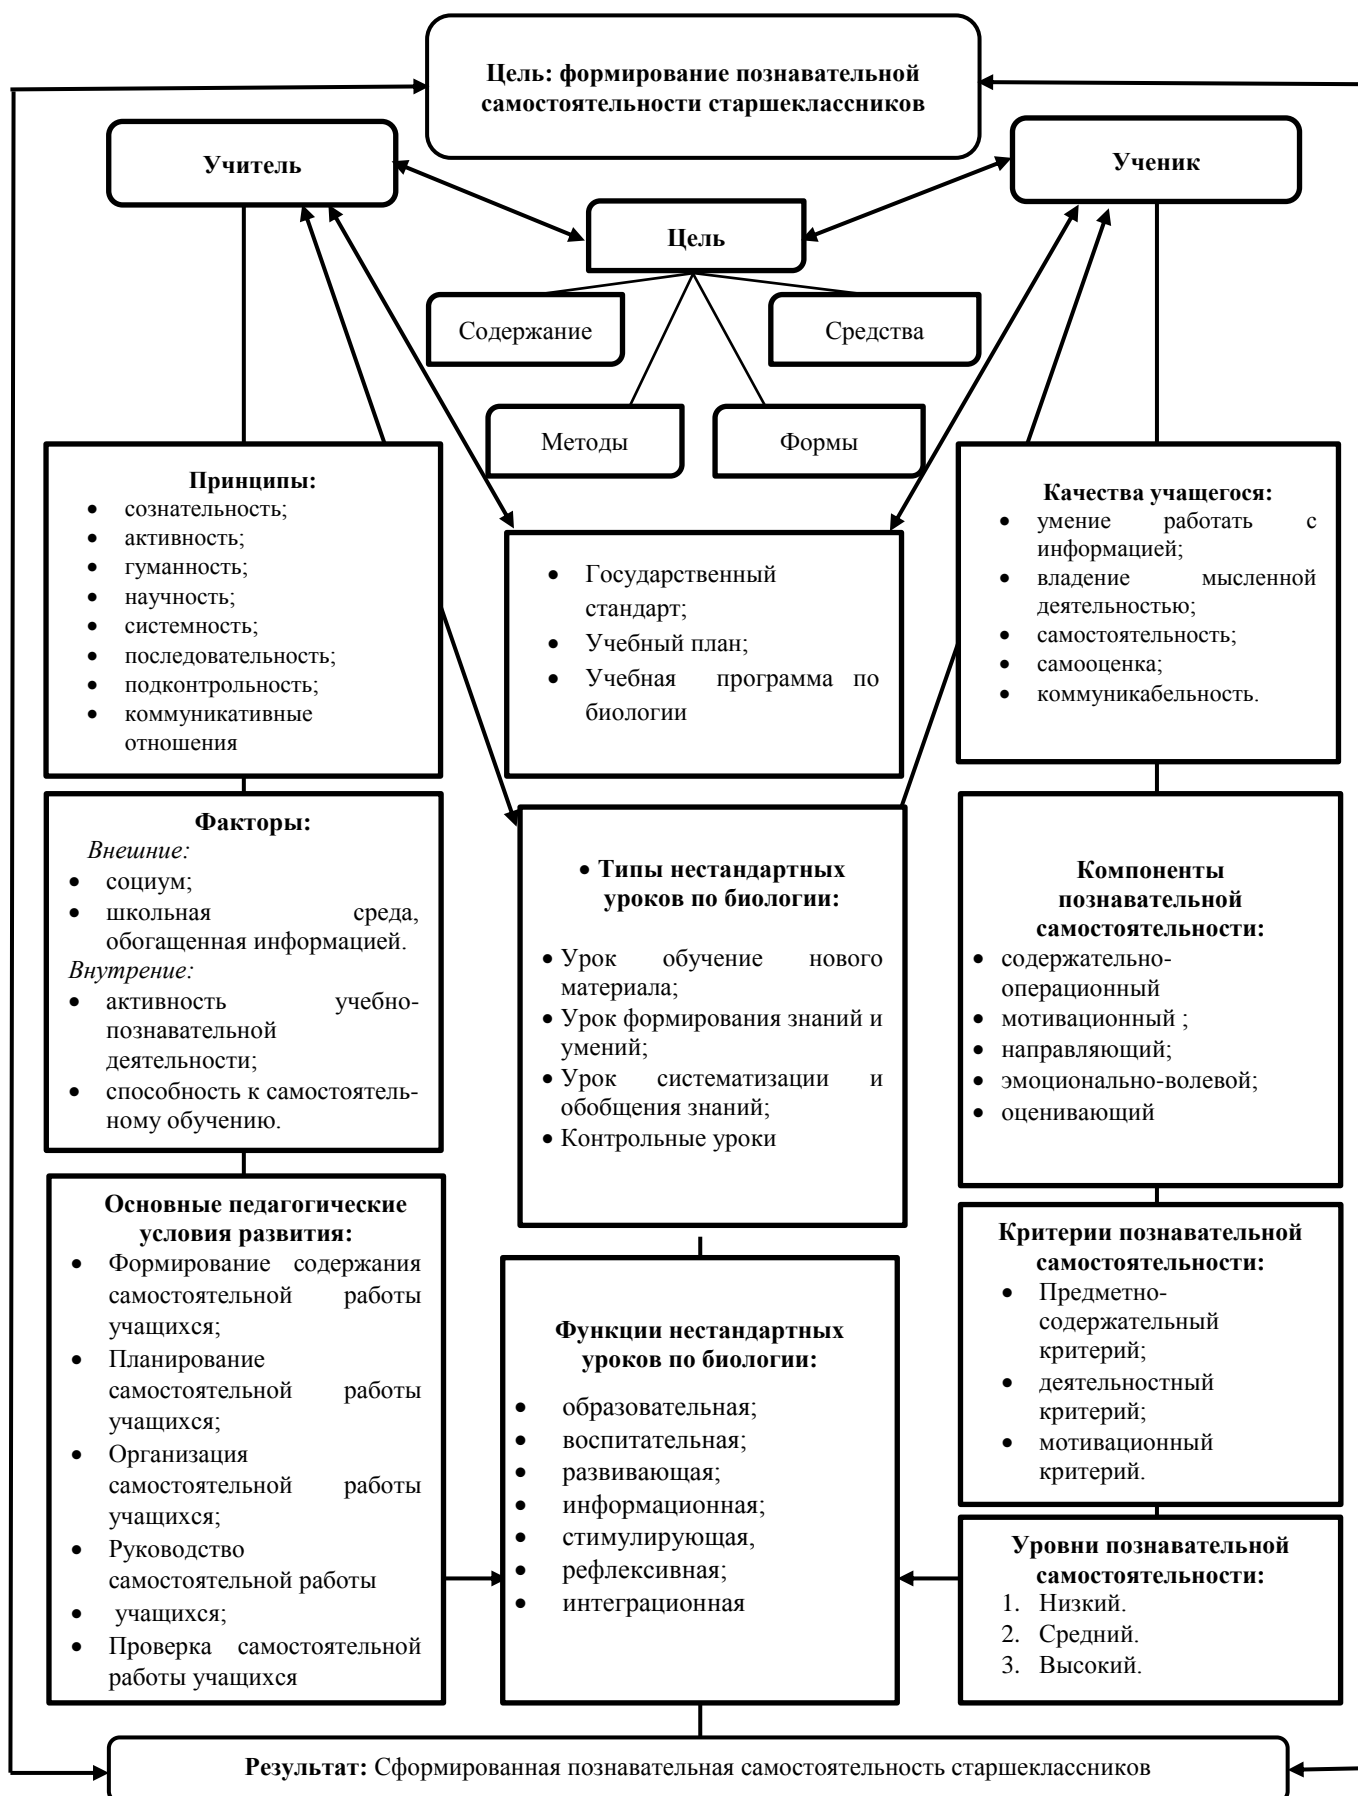 Цель: формирование познавательной
самостоятельности старшеклассников
Учитель
Ученик
Цель
Содержание
Средства
Методы
Формы
Принципы:
• сознательность;
• активность;
• гуманность;
• научность;
• системность;
• последовательность;
• подконтрольность;
• коммуникативные
отношения
Факторы:
Внешние:
• социум;
• школьная среда,
обогащенная информацией.
Внутрение:
• активность учебно-
познавательной
деятельности;
• способность к самостоятель-
ному обучению.
Основные педагогические
условия развития:
• Формирование содержания
самостоятельной работы
учащихся;
• Планирование
самостоятельной работы
учащихся;
• Организация
самостоятельной работы
учащихся;
• Руководство
самостоятельной работы
• учащихся;
• Проверка самостоятельной
работы учащихся
• Государственный
стандарт;
• Учебный план;
• Учебная программа по
биологии
• Типы нестандартных
уроков по биологии:
• Урок обучение нового
материала;
• Урок формирования знаний и
умений;
• Урок систематизации и
обобщения знаний;
• Контрольные уроки
Функции нестандартных
уроков по биологии:
• образовательная;
• воспитательная;
• развивающая;
• информационная;
• стимулирующая,
• рефлексивная;
• интеграционная
Качества учащегося:
• умение работать с
информацией;
• владение мысленной
деятельностью;
• самостоятельность;
• самооценка;
• коммуникабельность.
Компоненты
познавательной
самостоятельности:
• содержательно-
операционный
• мотивационный ;
• направляющий;
• эмоционально-волевой;
• оценивающий
Критерии познавательной
самостоятельности:
• Предметно-
содержательный
критерий;
• деятельностный
критерий;
• мотивационный
критерий.
Уровни познавательной
самостоятельности:
1. Низкий.
2. Средний.
3. Высокий.
Результат: Сформированная познавательная самостоятельность старшеклассников